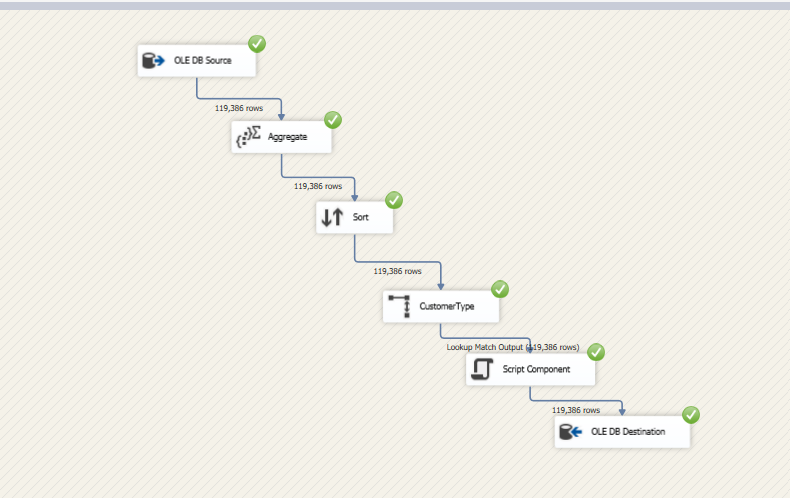 OLE DB Source
119,386 rows
Aggregate
119,386 rows
Sort
119,386 rows
CustomerType
Lookup Match Output (119,386 rows)
Script Component
119,386 rows
OLE DB Destination